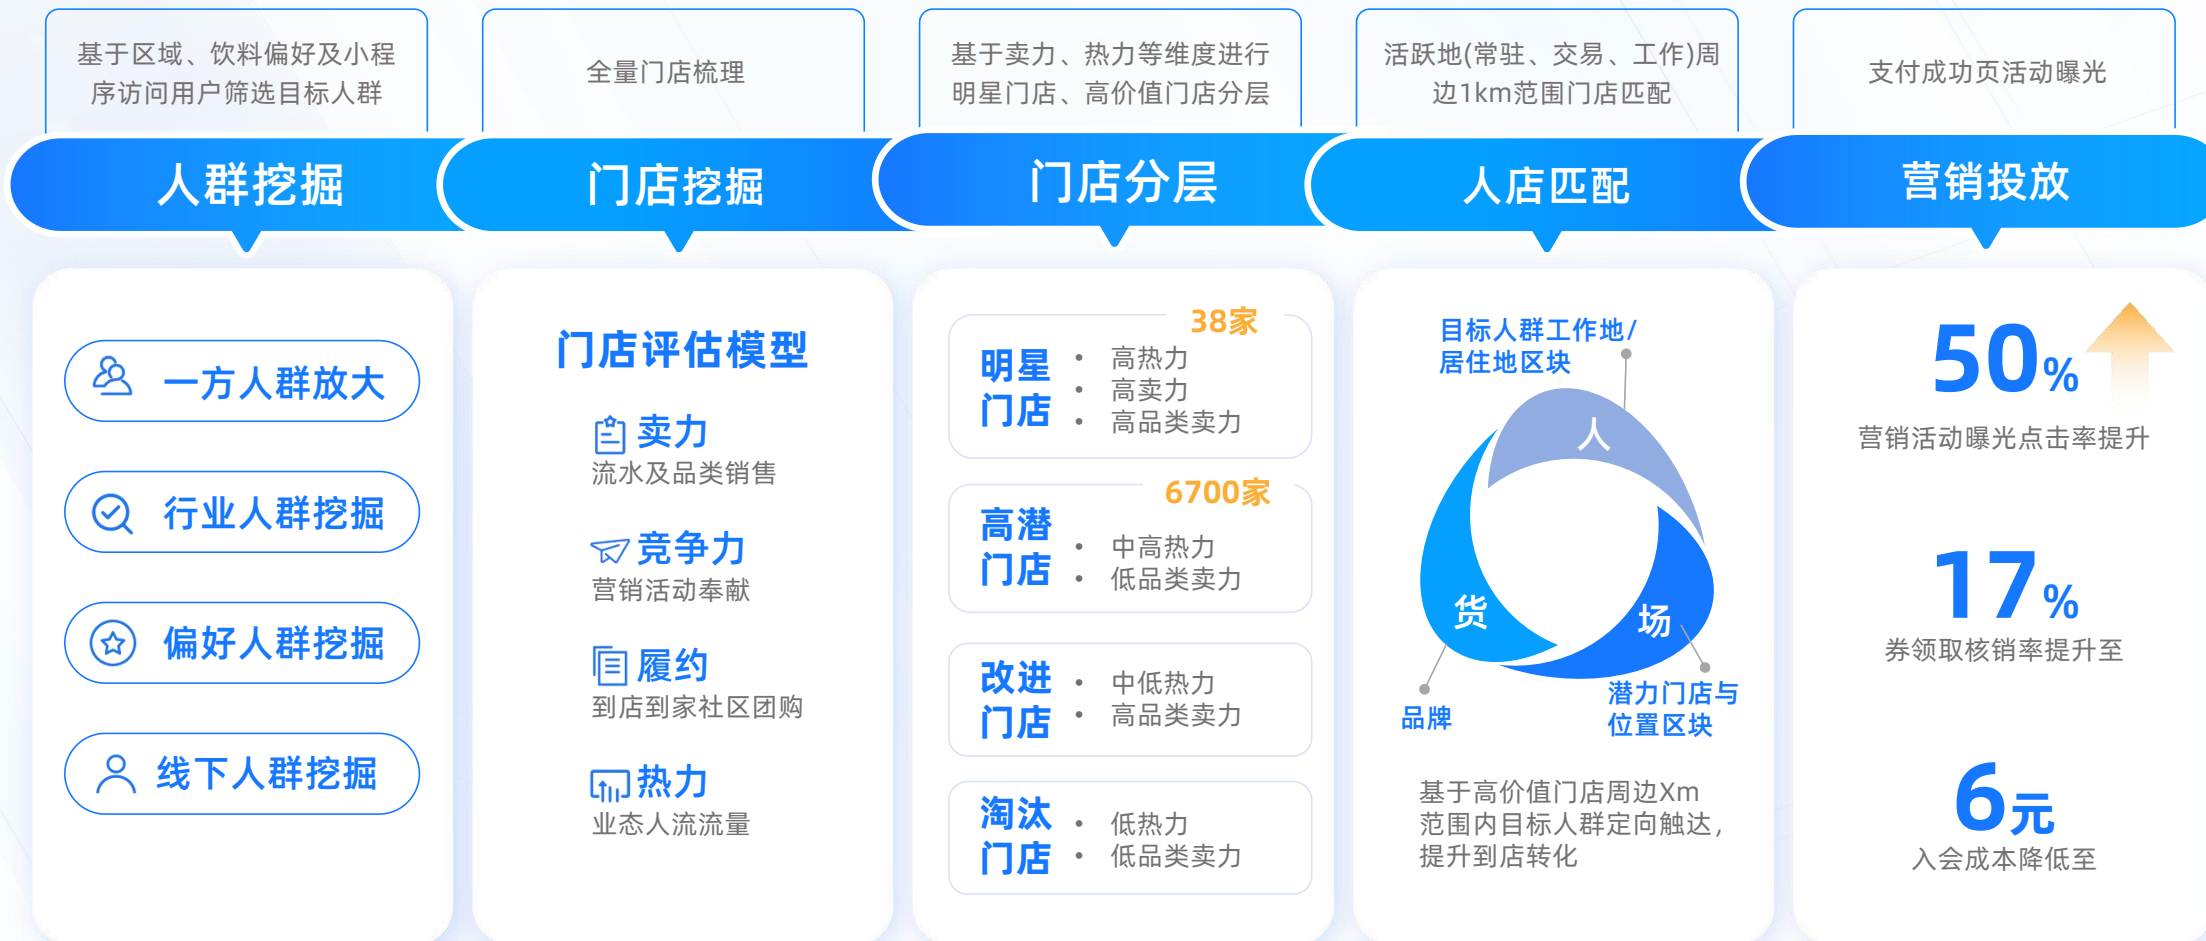 基于区域、饮料偏好及小程
序访问用户筛选目标人群
全量门店梳理
基于卖力、热力等维度进行
明星门店、高价值门店分层
活跃地(常驻、交易、工作)周
边1km范围门店匹配
支付成功页活动曝光
人群挖掘
门店挖掘
门店分层
人店匹配
营销投放
一方人群放大
行业人群挖掘
偏好人群挖掘
线下人群挖掘
门店评估模型
卖力
流水及品类销售
竞争力
营销活动奉献
履约
到店到家社区团购
热力
业态人流流量
38家
明星
门店
• 高热力
• 高卖力
• 高品类卖力
6700家
高潜
门店
• 中高热力
• 低品类卖力
改进
门店
• 中低热力
• 高品类卖力
淘汰
门店
• 低热力
• 低品类卖力
目标人群工作地/
居住地区块
人
货
场
品牌
潜力门店与
位置区块
基于高价值门店周边Xm
范围内目标人群定向触达，
提升到店转化
50%
营销活动曝光点击率提升
17%
券领取核销率提升至
6元
入会成本降低至